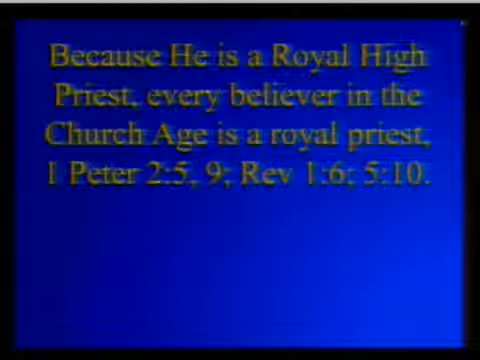 Because He is a Royal High
Priest, every believer in the
Church Age is a royal priest,
1 Peter 2:5, 9; Rev 1:6; 5:10.